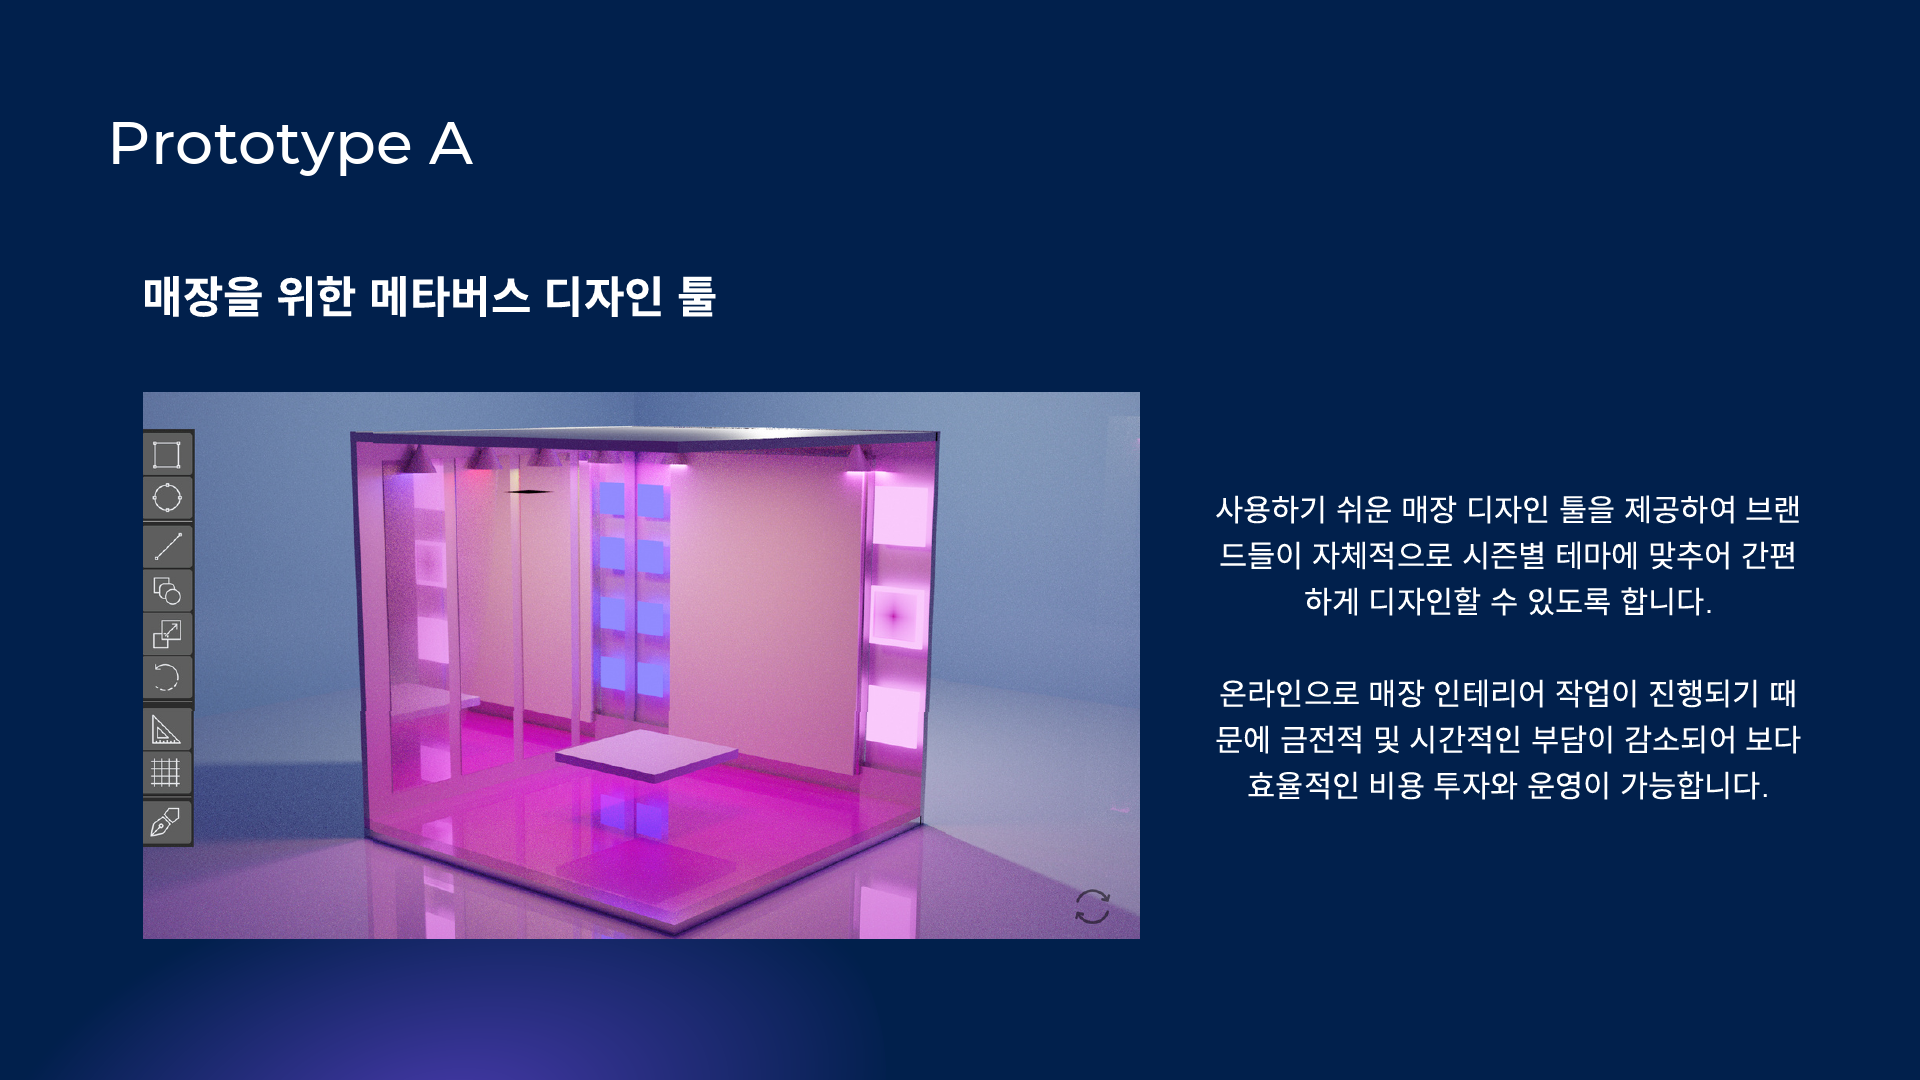 Prototype A
매장을 위한 메타버스 디자인 툴
사용하기 쉬운 매장 디자인 툴을 제공하여 브랜
드들이 자체적으로 시즌별 테마에 맞추어 간편
하게 디자인할 수 있도록 합니다.
온라인으로 매장 인테리어 작업이 진행되기 때
문에 금전적 및 시간적인 부담이 감소되어 보다
효율적인 비용 투자와 운영이 가능합니다.